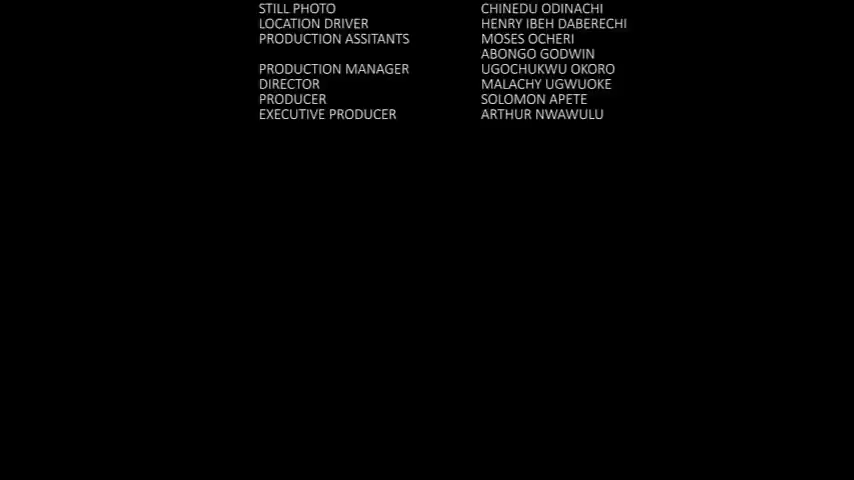 STILL PHOTO CHINEDU ODINACHI
LOCATION DRIVER HENRY IBEH DABERECHI
PRODUCTION ASSITANTS MOSES OCHERI
ABONGO GODWIN
PRODUCTION MANAGER UGOCHUKWU OKORO
DIRECTOR MALACHY UGWUOKE
PRODUCER SOLOMON APETE
EXECUTIVE PRODUCER ARTHUR NWAWULU